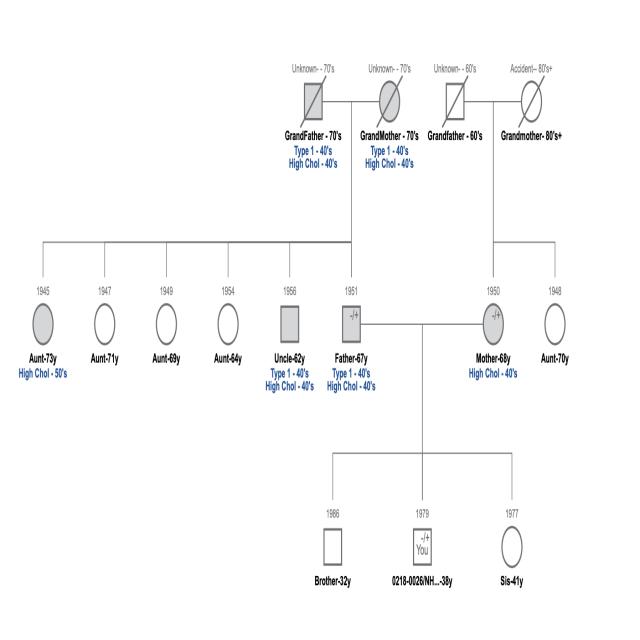 Unknown- - 70's
Unknown- - 70's
Unknown- - 60's
Accident-- 80's+
GrandFather - 70's
Type 1 - 40's
High Chol - 40's
GrandMother - 70's
Type 1 - 40's
High Chol - 40's
Grandfather - 60's
Grandmother- 80's+
1945
1947
1949
1954
1956
1951
1950
1948
-/+
-/+
Aunt-73y
High Chol - 50's
Aunt-71y
Aunt-69y
Aunt-64y
Uncle-62y
Type 1 - 40's
High Chol - 40's
Father-67y
Type 1 - 40's
High Chol - 40's
Mother-68y
High Chol - 40's
Aunt-70y
1986
1979
1977
-/+
You
Brother-32y
0218-0026/NH...-38y
Sis-41y